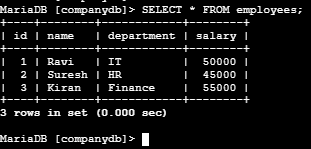 MariaDB [companydb]> SELECT * FROM employees;
+----+--------+------------+--------+
| id | name   | department | salary |
+----+--------+------------+--------+
|  1 | Ravi   | IT         |  50000 |
|  2 | Suresh | HR         |  45000 |
|  3 | Kiran  | Finance    |  55000 |
+----+--------+------------+--------+
3 rows in set (0.000 sec)
MariaDB [companydb]>